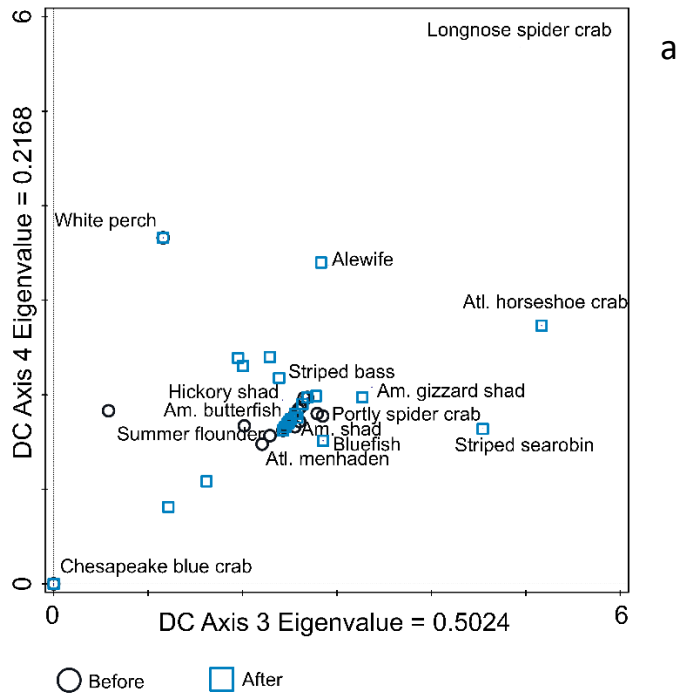 6
Longnose spider crab
a
White perch
Alewife
Atl. horseshoe crab
Striped bass
Hickory shad
Am. gizzard shad
Am. butterfish
Portly spider crab
Summer flounder
Am. shad
Bluefish
Striped searobin
Atl. menhaden
Chesapeake blue crab
DC Axis 4 Eigenvalue = 0.2168
0
0
6
DC Axis 3 Eigenvalue = 0.5024
Before
After